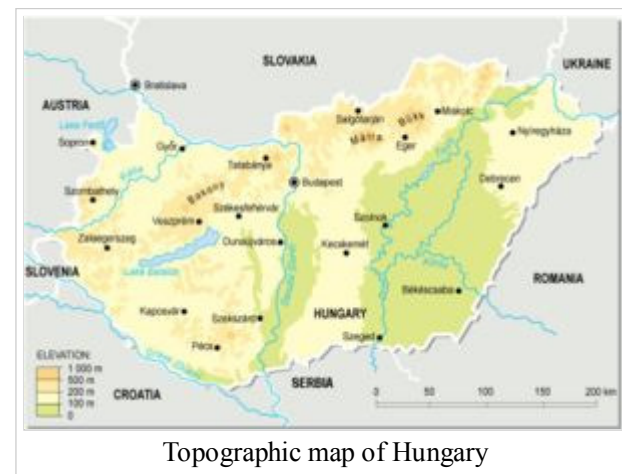 SLOVAKIA
UKRAINE
Bratislava
AUSTRIA
Salgótarján
Miskolc
Bükk
Mátra
Eger
Nyíregyháza
Sopron
Győr
Tatabánya
Budapest
Debrecen
Szombathely
Bakony
Székesfehérvár
Veszprém
Szolnok
Zalaegerszeg
Dunaújváros
Kecskemét
SLOVENIA
Lake Balaton
ROMANIA
Békéscsaba
Kaposvár
Szekszárd
HUNGARY
Szeged
Pécs
ELEVATION:
1 000 m
500 m
200 m
100 m
0
CROATIA
SERBIA
0 50 100 150 200 km
Topographic map of Hungary